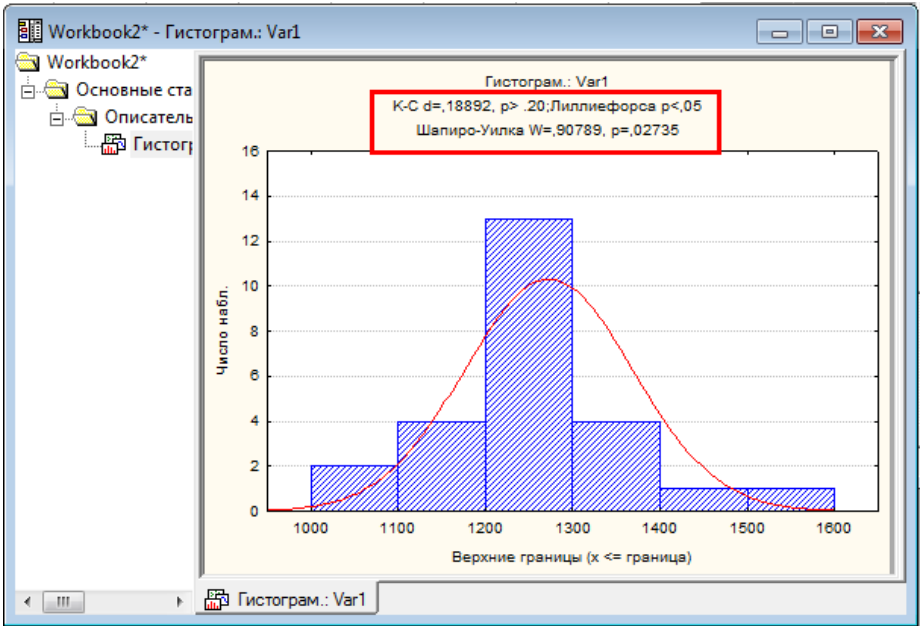 Workbook2* - Гистограм.: Var1
Workbook2*
Основные ста
Описатель
Гистогр
Гистограм.: Var1
К-С d=,18892, p> .20;Лиллиефорса p<,05
Шапиро-Уилка W=,90789, p=,02735
16
14
12
10
8
6
4
2
0
Число набл.
1000 1100 1200 1300 1400 1500 1600
Верхние границы (x <= граница)
Гистограм.: Var1